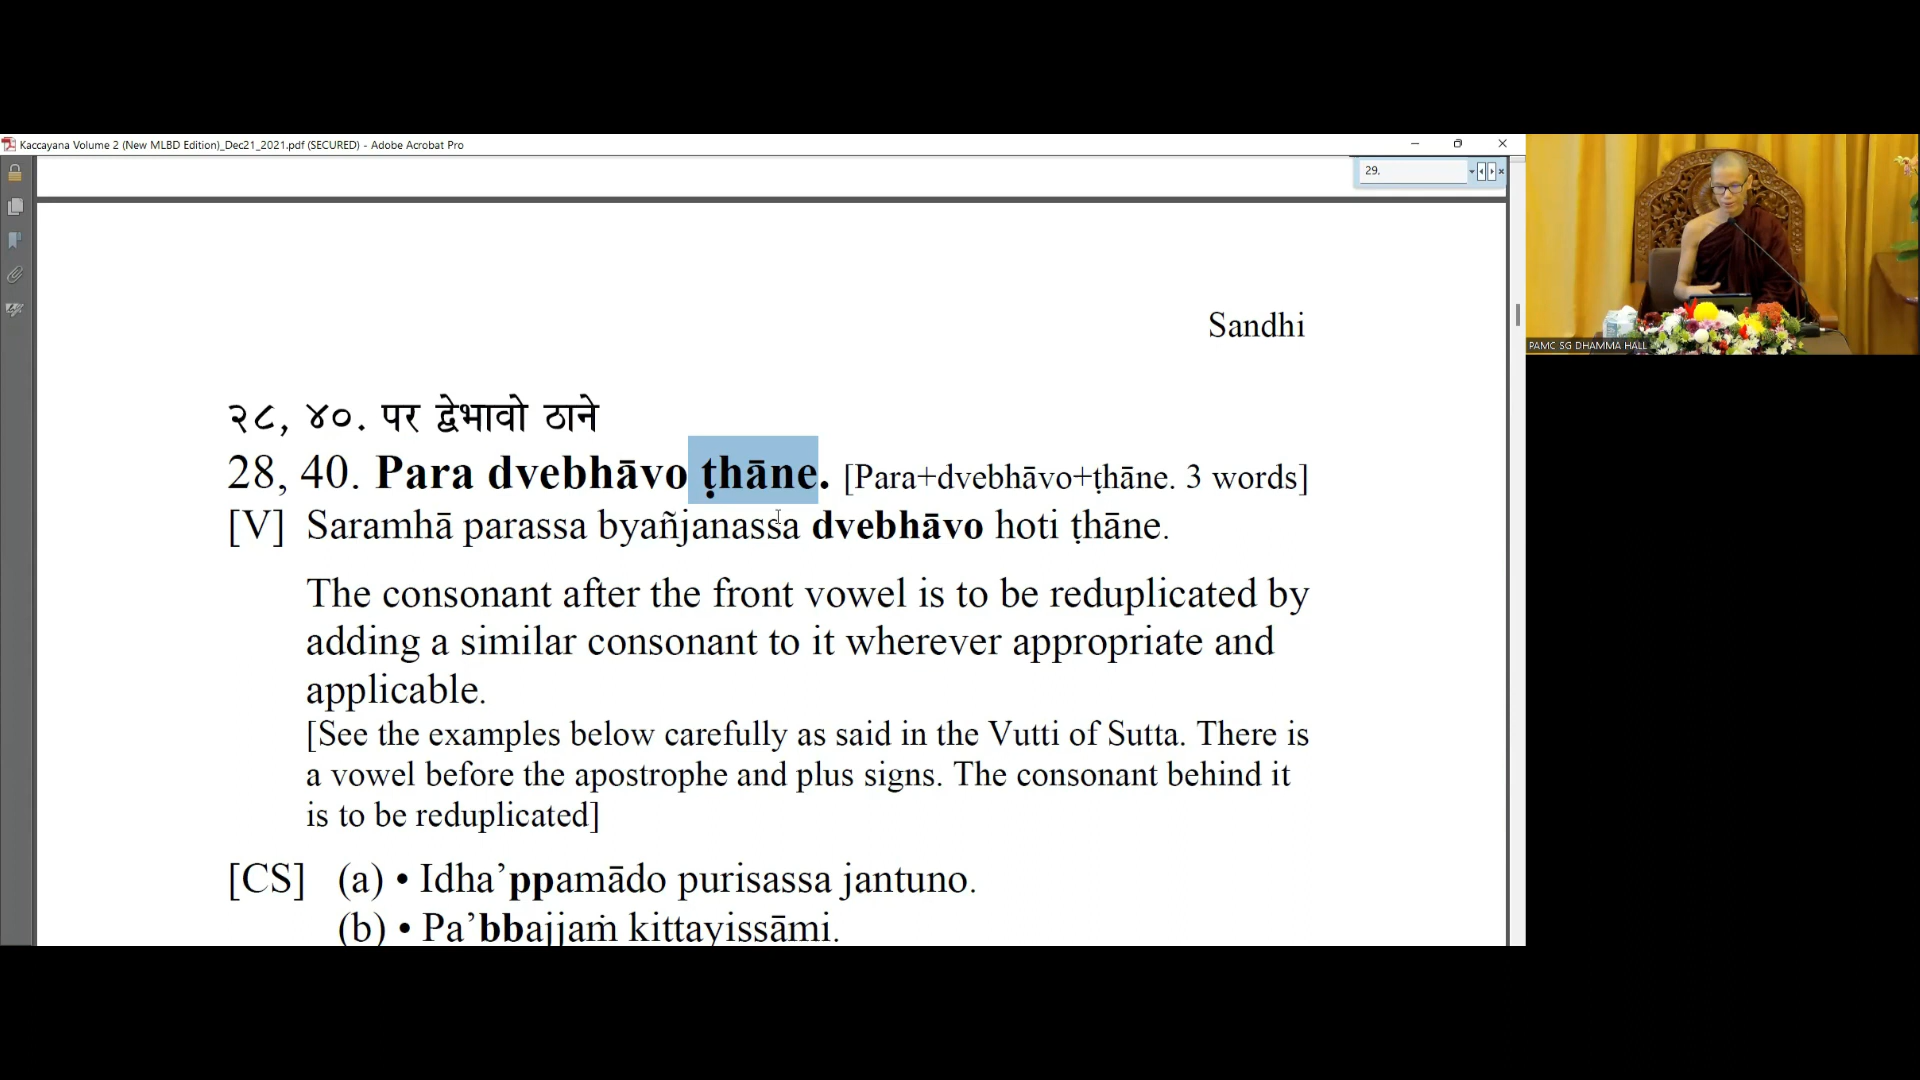 Kaccayana Volume 2 (New MLBD Edition)_Dec21_2021.pdf (SECURED) - Adobe Acrobat Pro
29.
PAMC SG DHAMMA HALL
Sandhi
२८, ४०. पर द्वेभावो ठाने
28, 40. Para dvebhāvo ṭhāne. [Para+dvebhāvo+ṭhāne. 3 words]
[V] Saramhā parassa byañjanassa dvebhāvo hoti ṭhāne.
The consonant after the front vowel is to be reduplicated by
adding a similar consonant to it wherever appropriate and
applicable.
[See the examples below carefully as said in the Vutti of Sutta. There is
a vowel before the apostrophe and plus signs. The consonant behind it
is to be reduplicated]
[CS] (a) • Idha’ppamādo purisassa jantuno.
(b) • Pa’bbajjaṁ kittayissāmi.